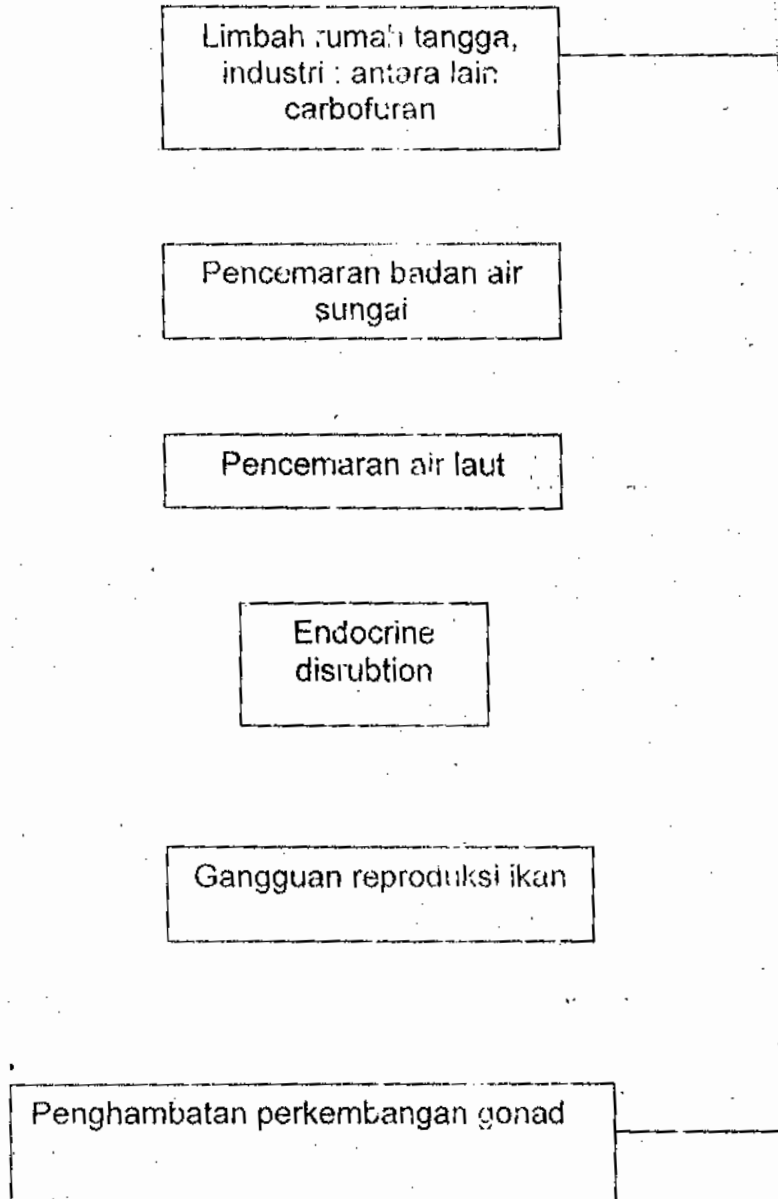 Limbah rumah tangga,
industri : antara lain
carbofuran
Pencemaran badan air
sungai
Pencemaran air laut
Endocrine
disrubtion
Gangguan reproduksi ikan
Penghambatan perkembangan gonad